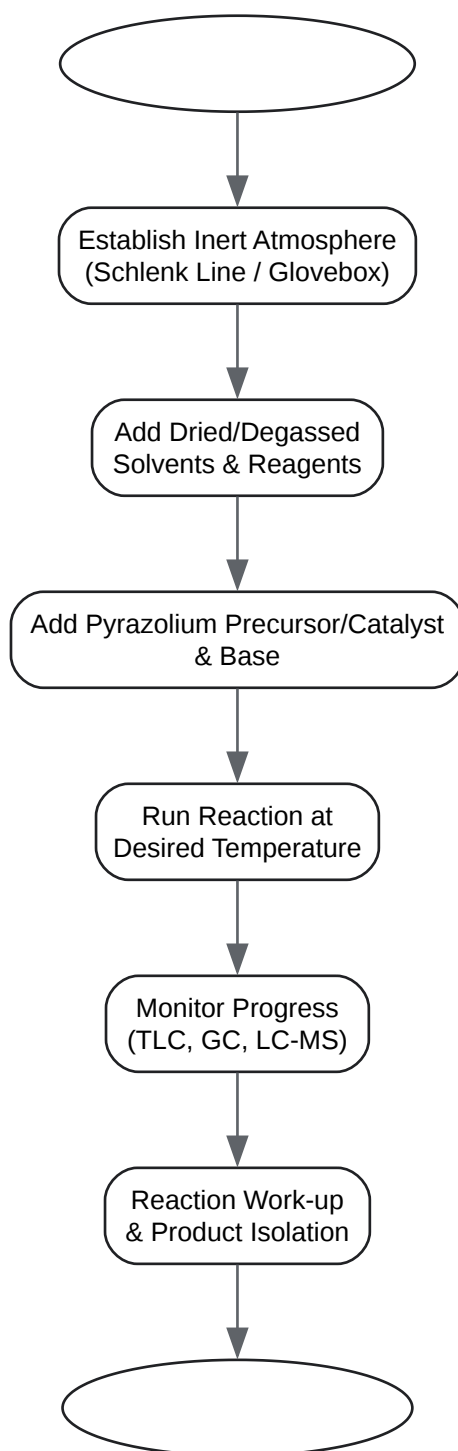 Establish Inert Atmosphere
(Schlenk Line / Glovebox)
Add Dried/Degassed
Solvents & Reagents
Add Pyrazolium Precursor/Catalyst
& Base
Run Reaction at
Desired Temperature
Monitor Progress
(TLC, GC, LC-MS)
Reaction Work-up
& Product Isolation